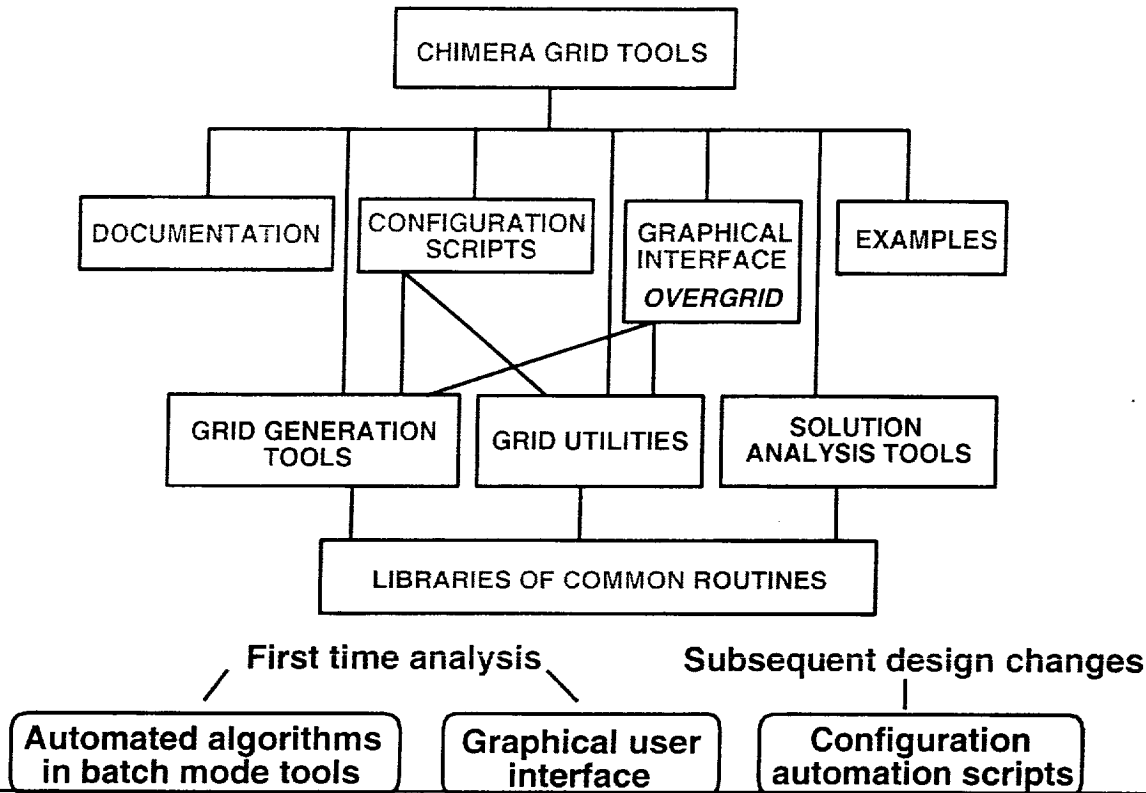 CHIMERA GRID TOOLS
DOCUMENTATION
CONFIGURATION
SCRIPTS
GRAPHICAL
INTERFACE
OVERGRID
EXAMPLES
GRID GENERATION
TOOLS
GRID UTILITIES
SOLUTION
ANALYSIS TOOLS
LIBRARIES OF COMMON ROUTINES
First time analysis
Subsequent design changes
Automated algorithms
in batch mode tools
Graphical user
interface
Configuration
automation scripts